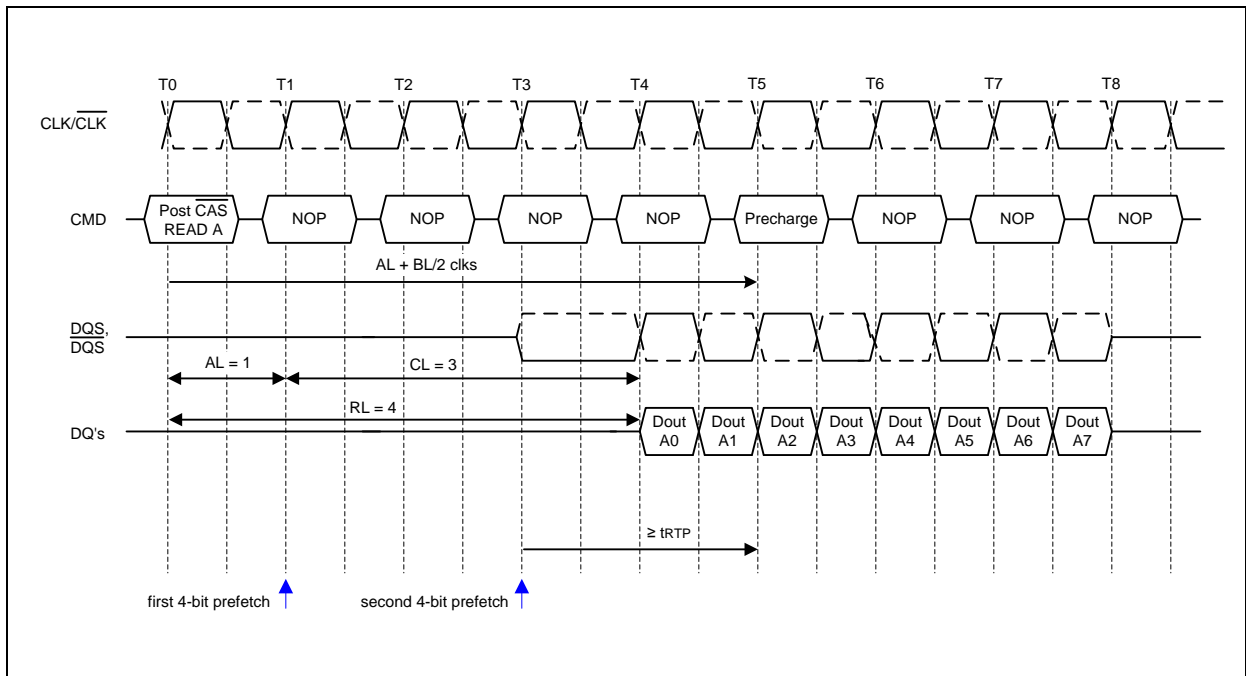 T0 T1 T2 T3 T4 T5 T6 T7 T8
CLK/CLK
CMD
Post CAS
READ A
NOP NOP NOP NOP Precharge NOP NOP NOP
AL + BL/2 clks
DQS,
DQS
AL = 1 CL = 3
RL = 4
DQ's
Dout Dout Dout Dout Dout Dout Dout Dout
A0 A1 A2 A3 A4 A5 A6 A7
≥ tRTP
first 4-bit prefetch second 4-bit prefetch